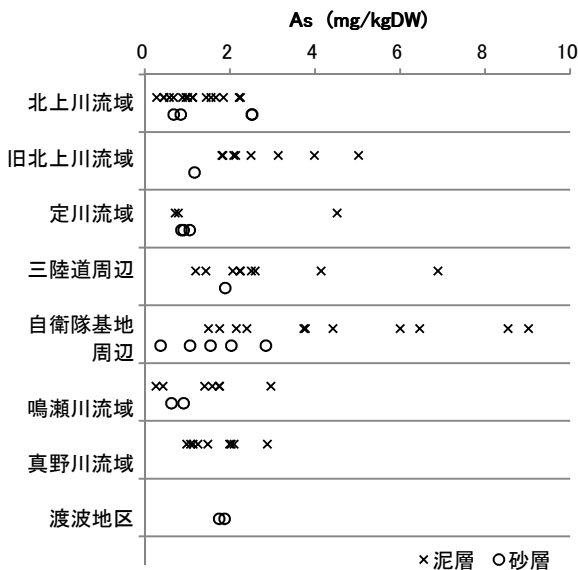 As (mg/kgDW)
0 2 4 6 8 10
北上川流域
旧北上川流域
定川流域
三陸道周辺
自衛隊基地
周辺
鳴瀬川流域
真野川流域
渡波地区
×泥層 ○砂層